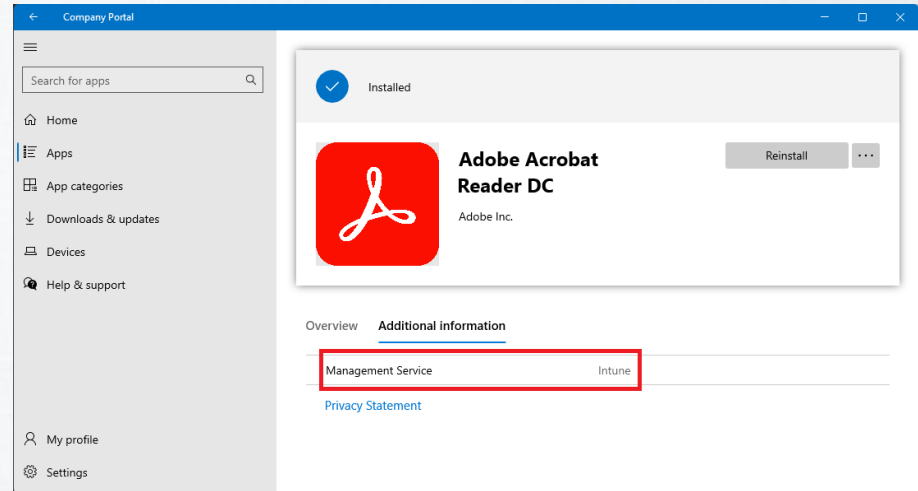 Company Portal
Search for apps
Home
Apps
App categories
Downloads & updates
Devices
Help & support
My profile
Settings
Installed
Adobe Acrobat
Reader DC
Adobe Inc.
Reinstall
Overview Additional information
Management Service Intune
Privacy Statement